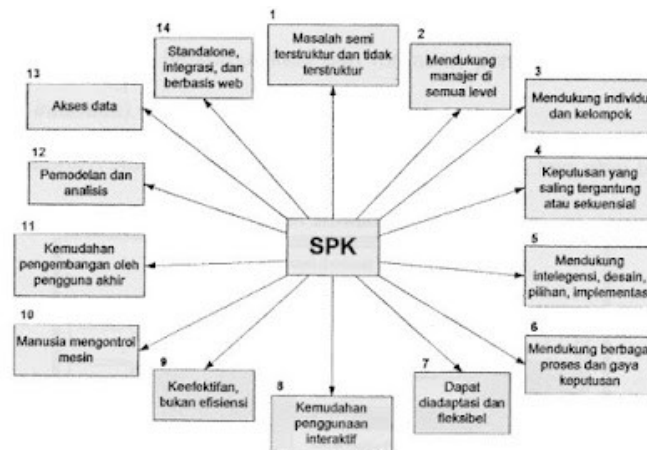 1
Masalah semi
terstruktur dan tidak
terstruktur
2
Mendukung
manajer di
semua level
3
Mendukung individu
dan kelompok
4
Keputusan yang
saling tergantung
atau sekuensial
5
Mendukung
intelegensi, desain,
pilihan, implementas
6
Mendukung berbaga
proses dan gaya
keputusan
7
Dapat
diadaptasi dan
fleksibel
8
Kemudahan
penggunaan
interaktif
9
Keefektifan,
bukan efisiensi
10
Manusia mengontrol
mesin
11
Kemudahan
pengembangan oleh
pengguna akhir
12
Pemodelan dan
analisis
13
Akses data
14
Standalone,
integrasi, dan
berbasis web
SPK